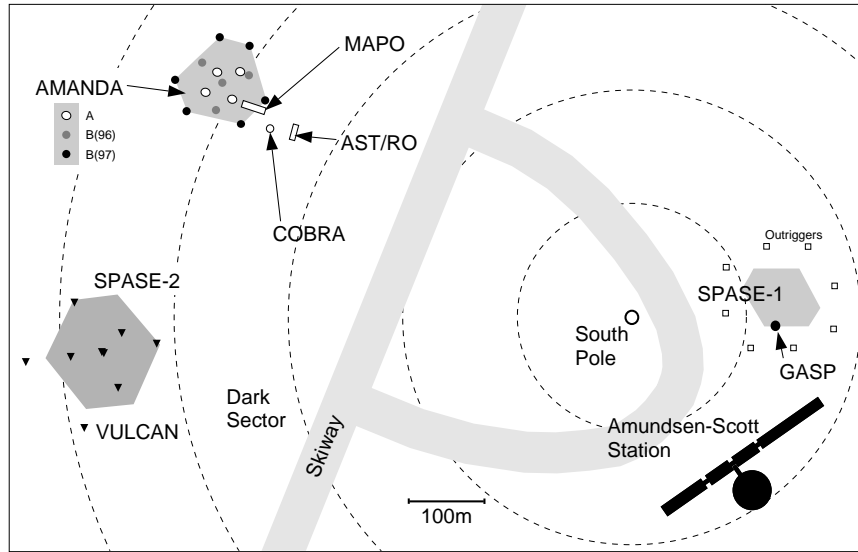 MAPO
AMANDA
A
B(96)
B(97)
AST/RO
COBRA
Outriggers
SPASE-2
SPASE-1
South
Pole
GASP
Dark
Sector
Amundsen-Scott
Station
VULCAN
Skiway
100m